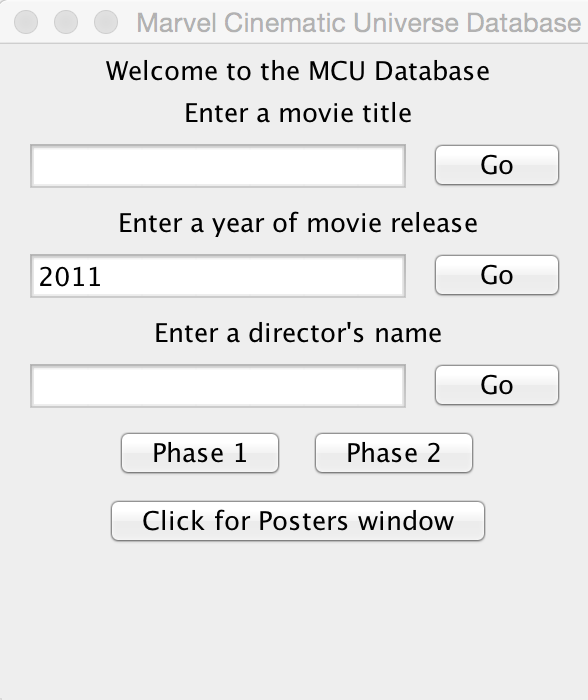 Marvel Cinematic Universe Database
Welcome to the MCU Database
Enter a movie title
Go
Enter a year of movie release
2011 Go
Enter a director's name
Go
Phase 1 Phase 2
Click for Posters window